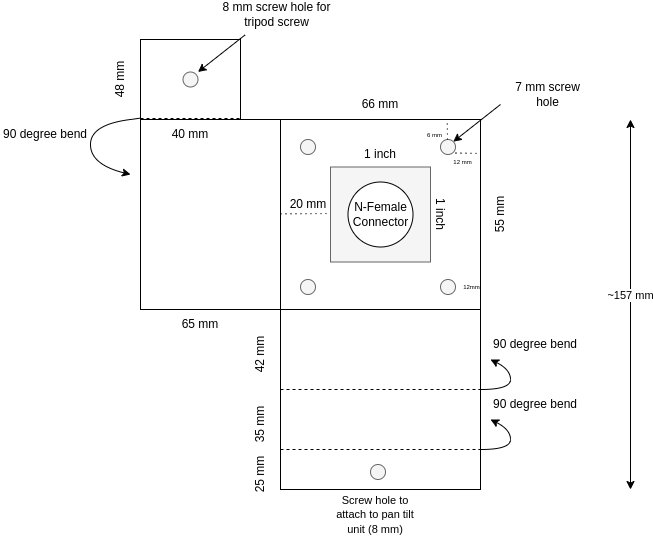 8 mm screw hole for
tripod screw
48 mm
7 mm screw
hole
66 mm
90 degree bend
40 mm
6 mm
12 mm
1 inch
20 mm
N-Female
Connector
1 inch
55 mm
12mm
~157 mm
65 mm
42 mm
90 degree bend
90 degree bend
35 mm
25 mm
Screw hole to
attach to pan tilt
unit (8 mm)